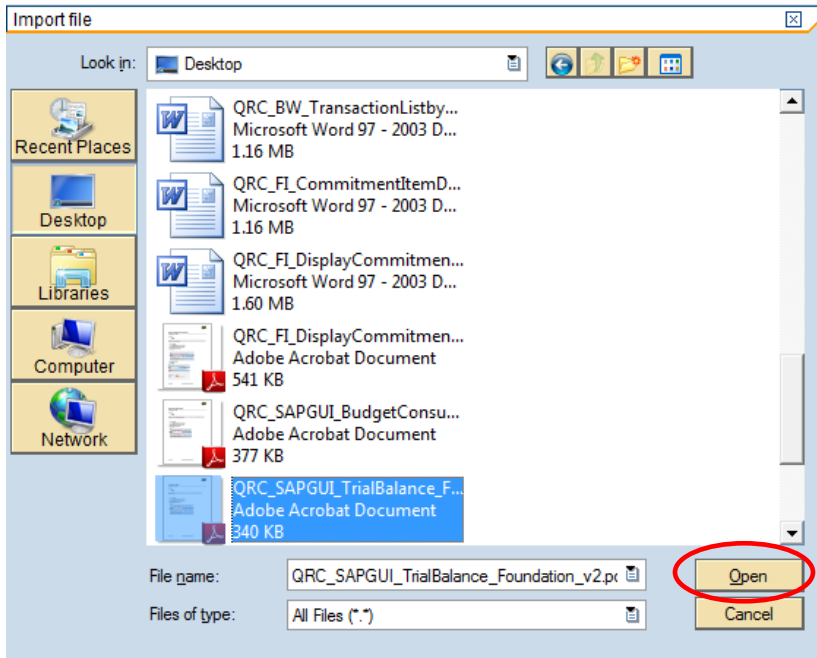 Import file
Look in:
Desktop
Recent Places
Desktop
Libraries
Computer
Network
QRC_BW_TransactionListby...
Microsoft Word 97 - 2003 D...
1.16 MB
QRC_FI_CommitmentItemD...
Microsoft Word 97 - 2003 D...
1.16 MB
QRC_FI_DisplayCommitmen...
Microsoft Word 97 - 2003 D...
1.60 MB
QRC_FI_DisplayCommitmen...
Adobe Acrobat Document
541 KB
QRC_SAPGUI_BudgetConsu...
Adobe Acrobat Document
377 KB
QRC_SAPGUI_TrialBalance_F...
Adobe Acrobat Document
340 KB
File name:
QRC_SAPGUI_TrialBalance_Foundation_v2.pc
Open
Files of type:
All Files (*.*)
Cancel